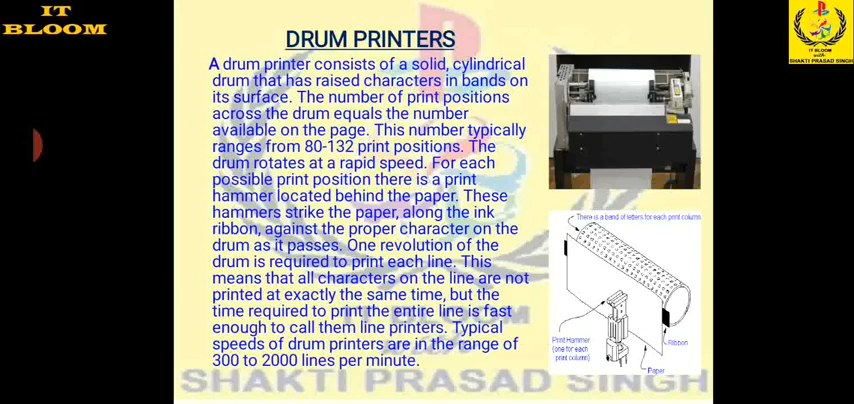 IT
BLOOM
DRUM PRINTERS
A drum printer consists of a solid, cylindrical
drum that has raised characters in bands on
its surface. The number of print positions
across the drum equals the number
available on the page. This number typically
ranges from 80-132 print positions. The
drum rotates at a rapid speed. For each
possible print position there is a print
hammer located behind the paper. These
hammers strike the paper, along the ink
ribbon, against the proper character on the
drum as it passes. One revolution of the
drum is required to print each line. This
means that all characters on the line are not
printed at exactly the same time, but the
time required to print the entire line is fast
enough to call them line printers. Typical
speeds of drum printers are in the range of
300 to 2000 lines per minute.
There is a band of letters for each print column
Print Hammer
(one for each
print column)
Ribbon
Paper
IT BLOOM
SHAKTI PRASAD SINGH
IT BLOOM
with
SHAKTI PRASAD SINGH